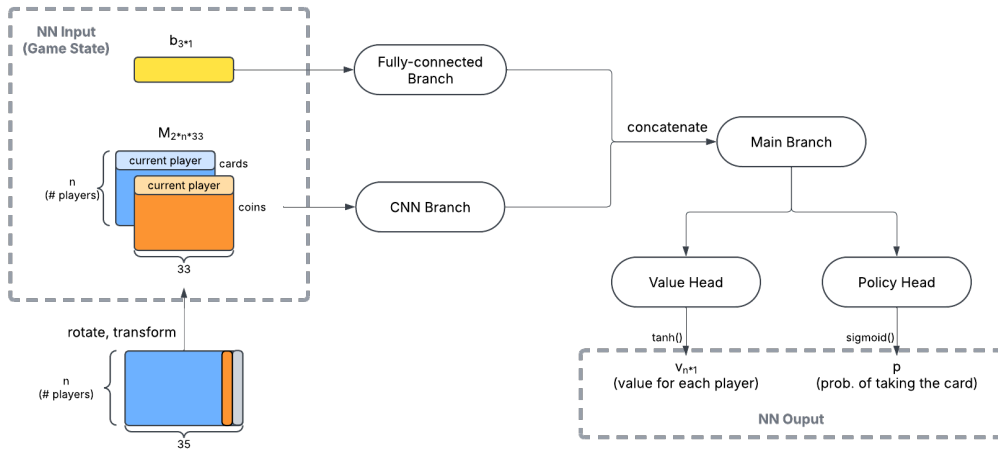 NN Input
(Game State)
b3*1
M2*n*33
current player
cards
current player
coins
n
(# players)
33
rotate, transform
n
(# players)
35
Fully-connected
Branch
CNN Branch
concatenate
Main Branch
Value Head
Policy Head
tanh()
sigmoid()
vn*1
(value for each player)
p
(prob. of taking the card)
NN Ouput